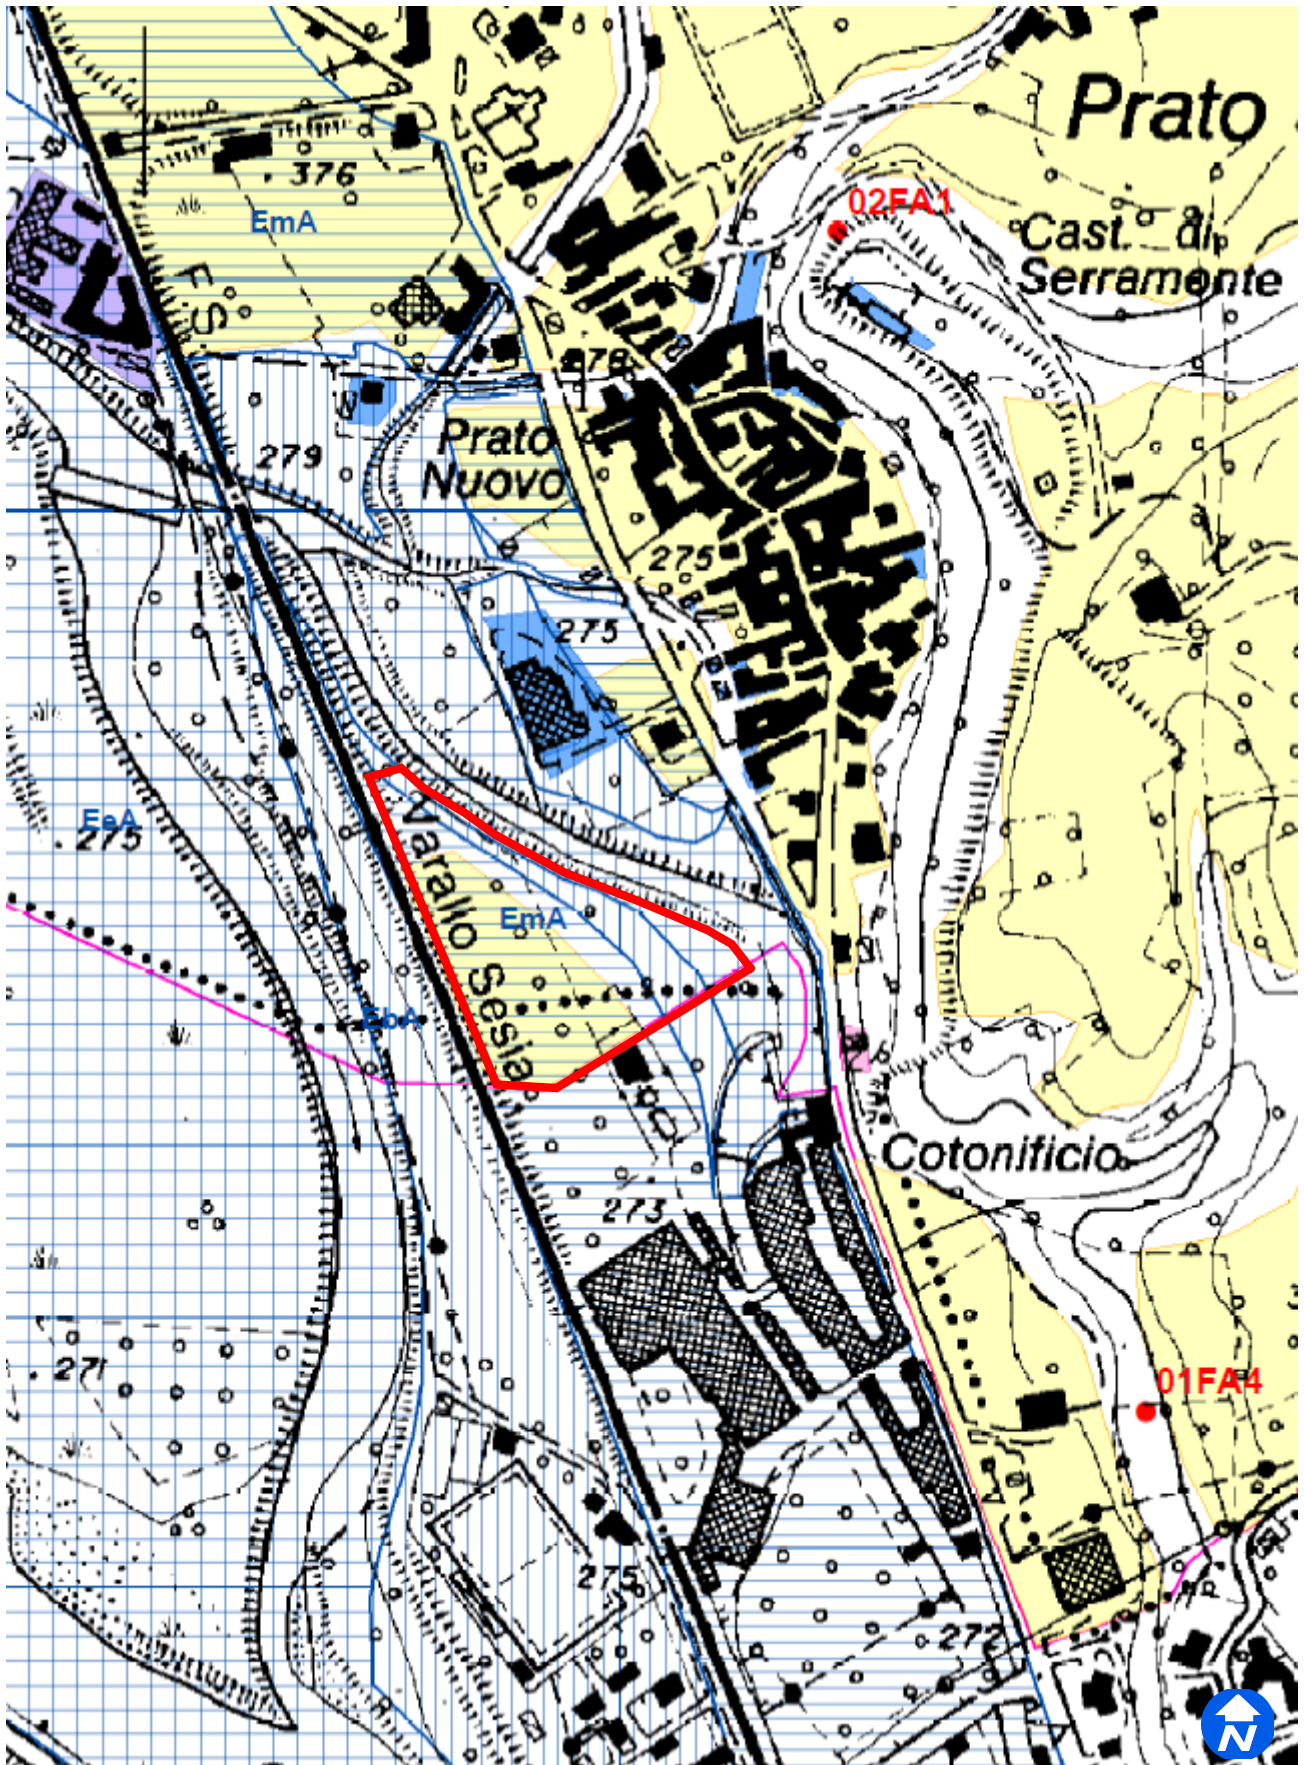 Prato
02FA1
376
EmA
Cast. di
Serramonte
F.S.
276
Prato
Nuovo
279
275
275
EeA
275
Varallo Sesia
EmA
EbA
Cotonificio
273
271
01FA4
275
272
N